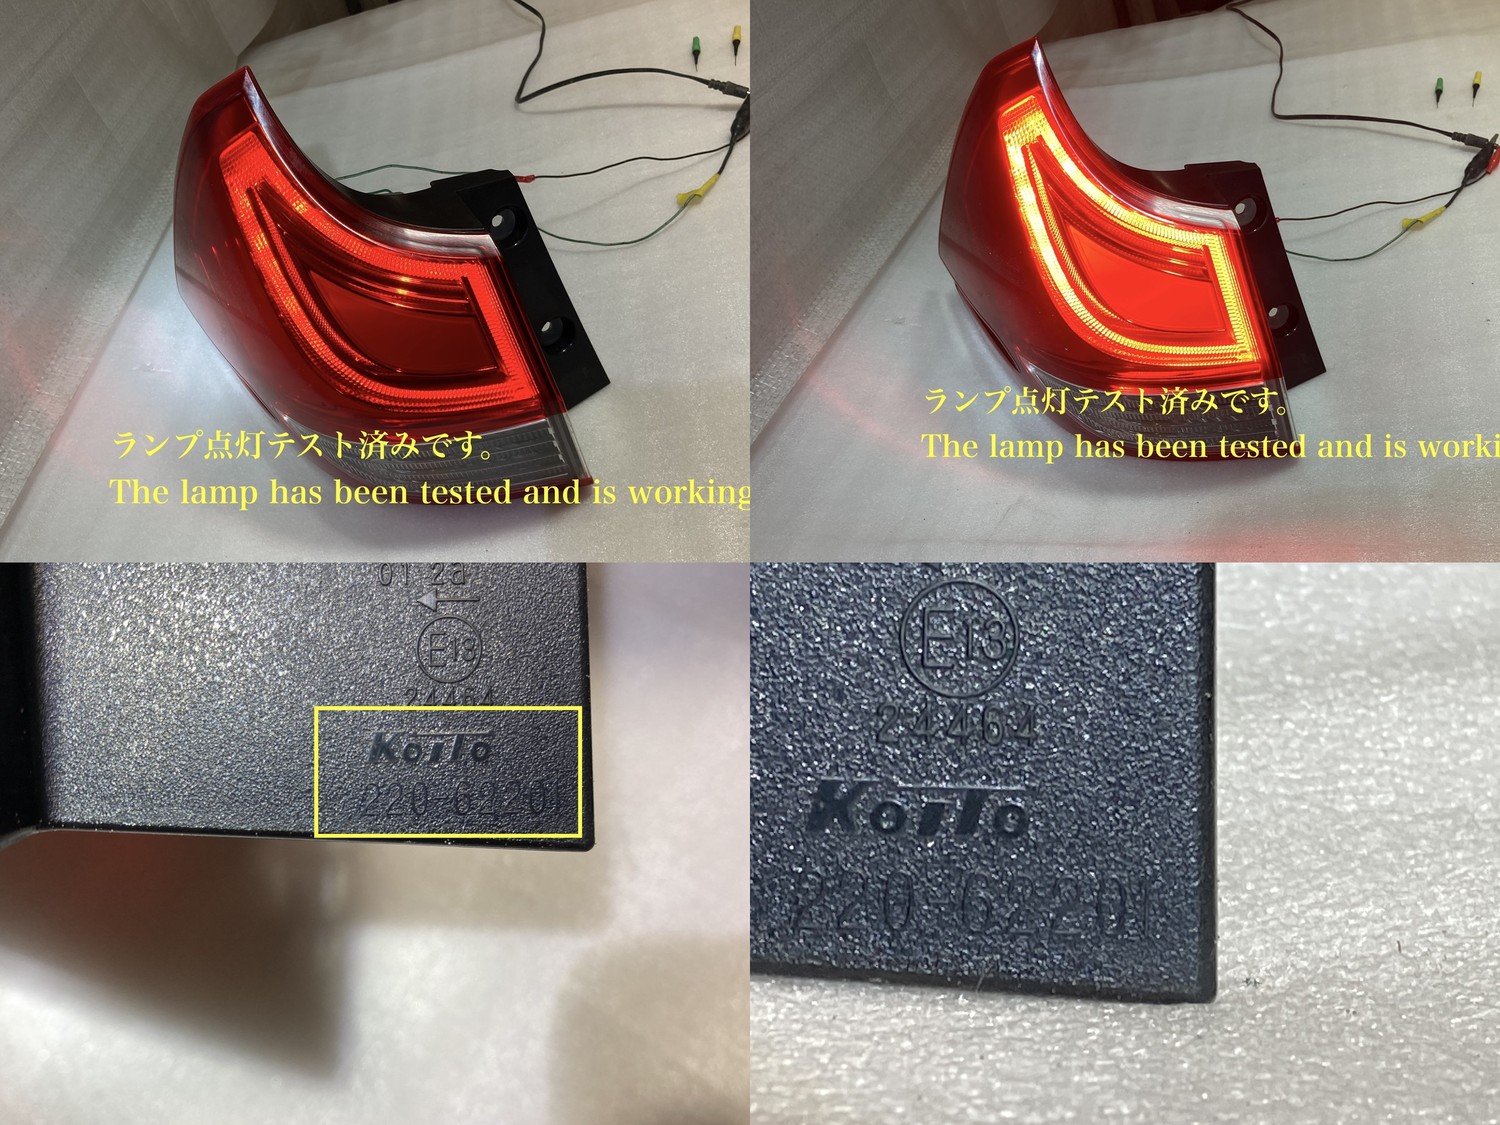 ランプ点灯テスト済みです。
The lamp has been tested and is working
ランプ点灯テスト済みです。
The lamp has been tested and is worki
01 2a
E13
24464
Koito
220-62201
E13
24464
Koito
220-62201